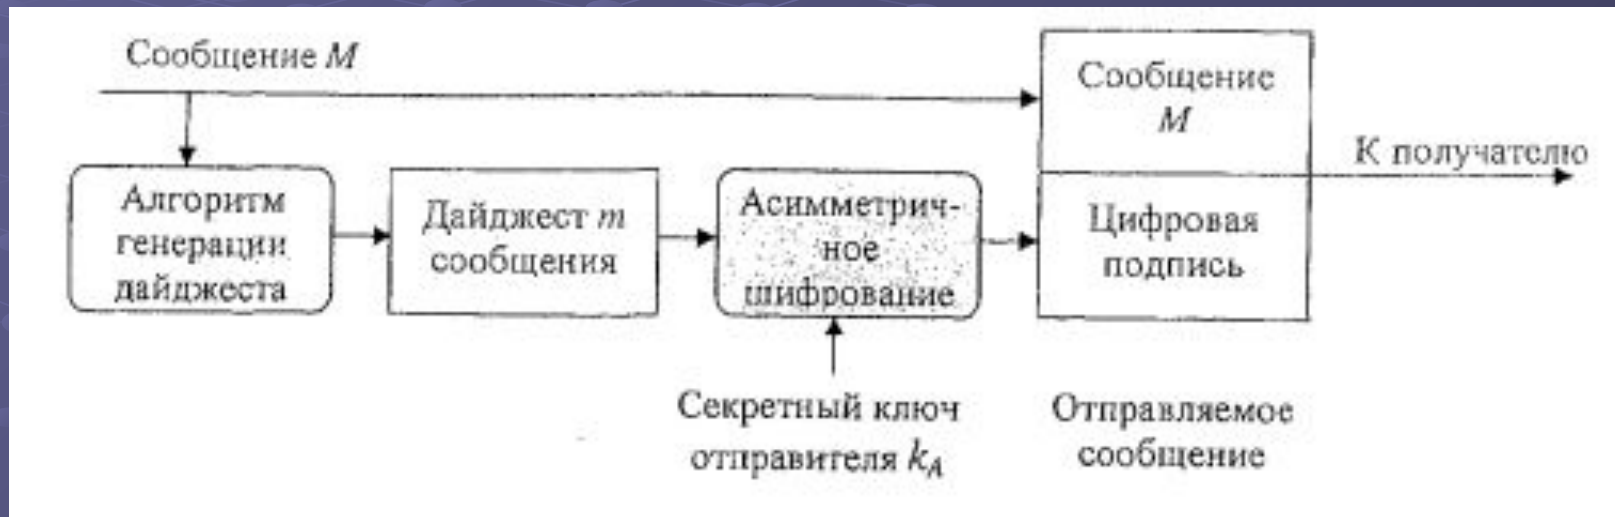 Сообщение M
Сообщение
M
К получателю
Алгоритм
генерации
дайджеста
Дайджест m
сообщения
Асимметрич-
ное
шифрование
Цифровая
подпись
Секретный ключ
отправителя kA
Отправляемое
сообщение